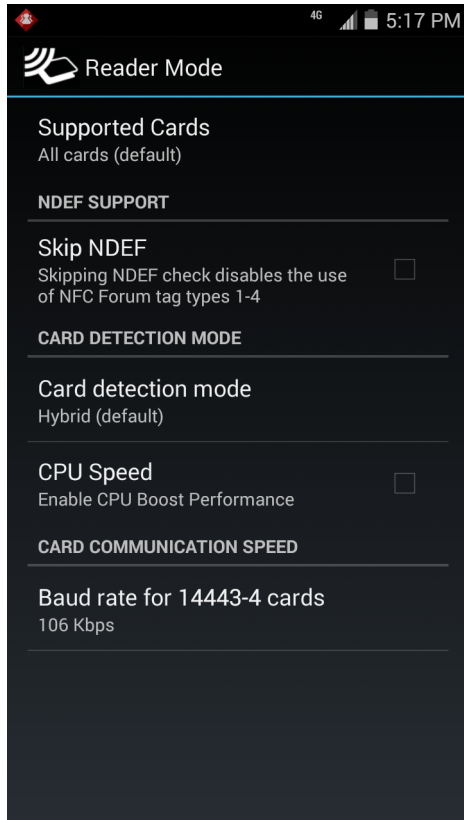 4G 5:17 PM
Reader Mode
Supported Cards
All cards (default)
NDEF SUPPORT
Skip NDEF
Skipping NDEF check disables the use
of NFC Forum tag types 1-4
CARD DETECTION MODE
Card detection mode
Hybrid (default)
CPU Speed
Enable CPU Boost Performance
CARD COMMUNICATION SPEED
Baud rate for 14443-4 cards
106 Kbps